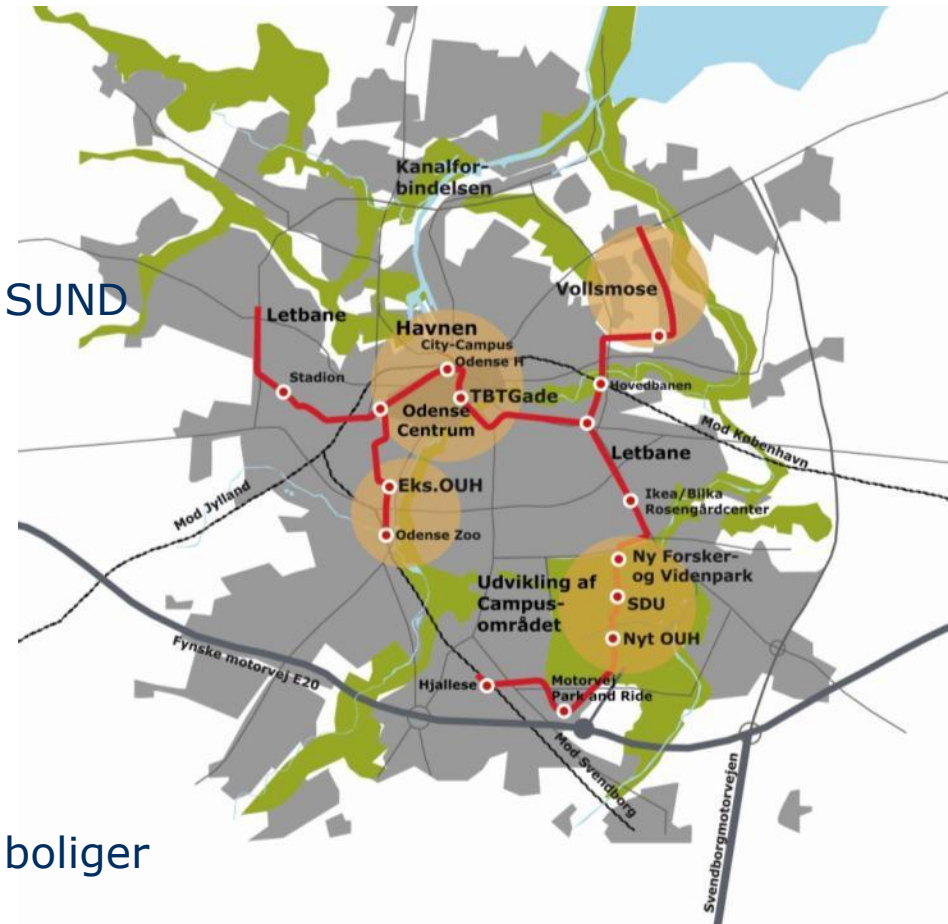 Kanalfor-
bindelsen
SUND
Vollsmose
Letbane
Havnen
City-Campus
Odense H
Stadion
TBTGade
Hovedbanen
Odense
Centrum
Mod København
Letbane
Eks.OUH
Ikea/Bilka
Rosengårdcenter
Mod Jylland
Odense Zoo
Ny Forsker-
og Videnpark
Udvikling af
Campus-
området
SDU
Nyt OUH
Fynske motorvej E20
Hjallese
Motorvej
Park and Ride
Mod Svendborg
Svendborgmotorvejen
boliger